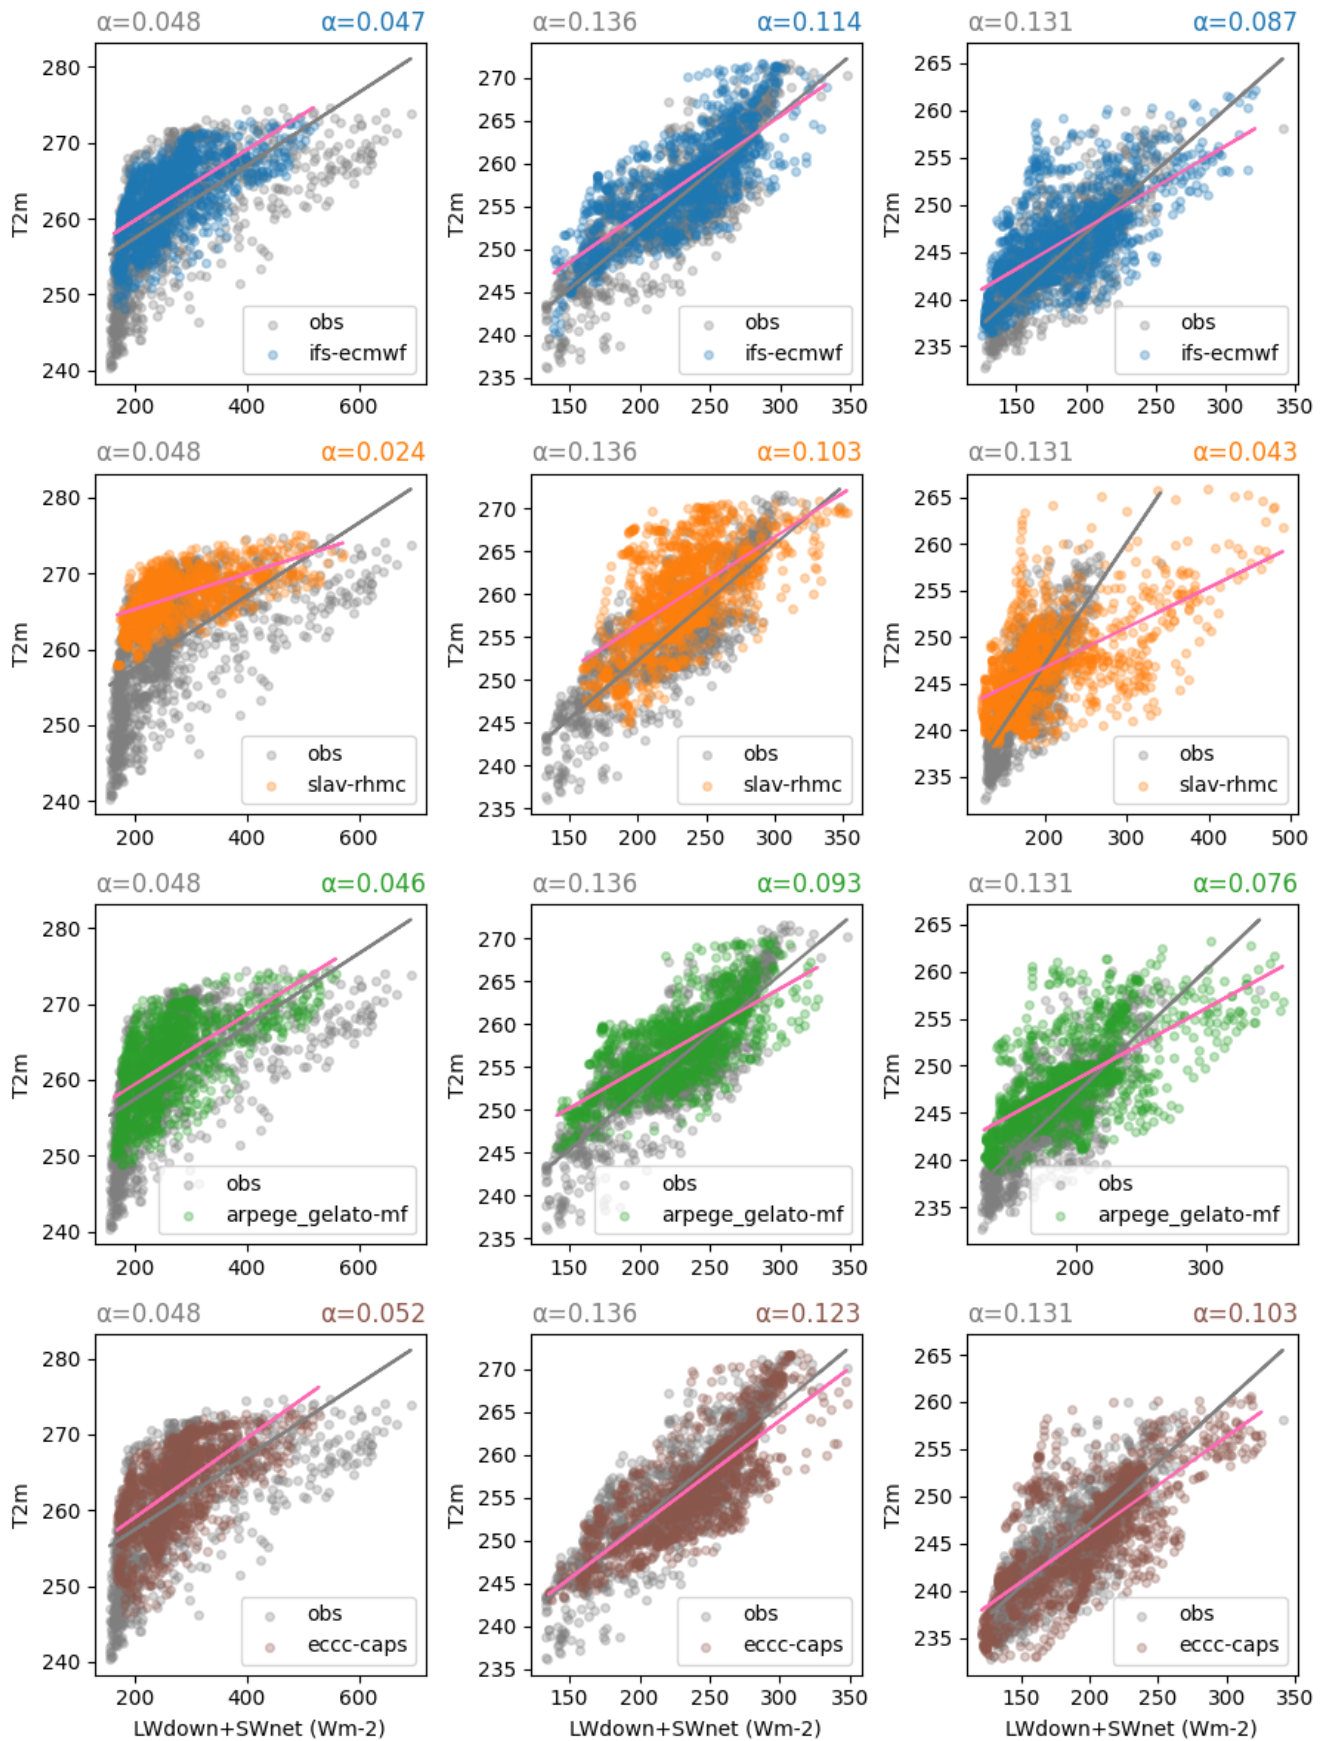 α=0.048 α=0.047 α=0.136 α=0.114 α=0.131 α=0.087
T2m
280
270
260
250
240
obs
ifs-ecmwf
200 400 600
T2m
270
265
260
255
250
245
240
235
obs
ifs-ecmwf
150 200 250 300 350
T2m
265
260
255
250
245
240
235
obs
ifs-ecmwf
150 200 250 300 350
α=0.048 α=0.024 α=0.136 α=0.103 α=0.131 α=0.043
T2m
280
270
260
250
240
obs
slav-rhmc
200 400 600
T2m
270
265
260
255
250
245
240
235
obs
slav-rhmc
150 200 250 300 350
T2m
265
260
255
250
245
240
235
obs
slav-rhmc
200 300 400 500
α=0.048 α=0.046 α=0.136 α=0.093 α=0.131 α=0.076
T2m
280
270
260
250
240
obs
arpege_gelato-mf
200 400 600
T2m
270
265
260
255
250
245
240
235
obs
arpege_gelato-mf
150 200 250 300 350
T2m
265
260
255
250
245
240
235
obs
arpege_gelato-mf
200 300
α=0.048 α=0.052 α=0.136 α=0.123 α=0.131 α=0.103
T2m
280
270
260
250
240
obs
eccc-caps
200 400 600
LWdown+SWnet (Wm-2)
T2m
270
265
260
255
250
245
240
235
obs
eccc-caps
150 200 250 300 350
LWdown+SWnet (Wm-2)
T2m
265
260
255
250
245
240
235
obs
eccc-caps
150 200 250 300 350
LWdown+SWnet (Wm-2)